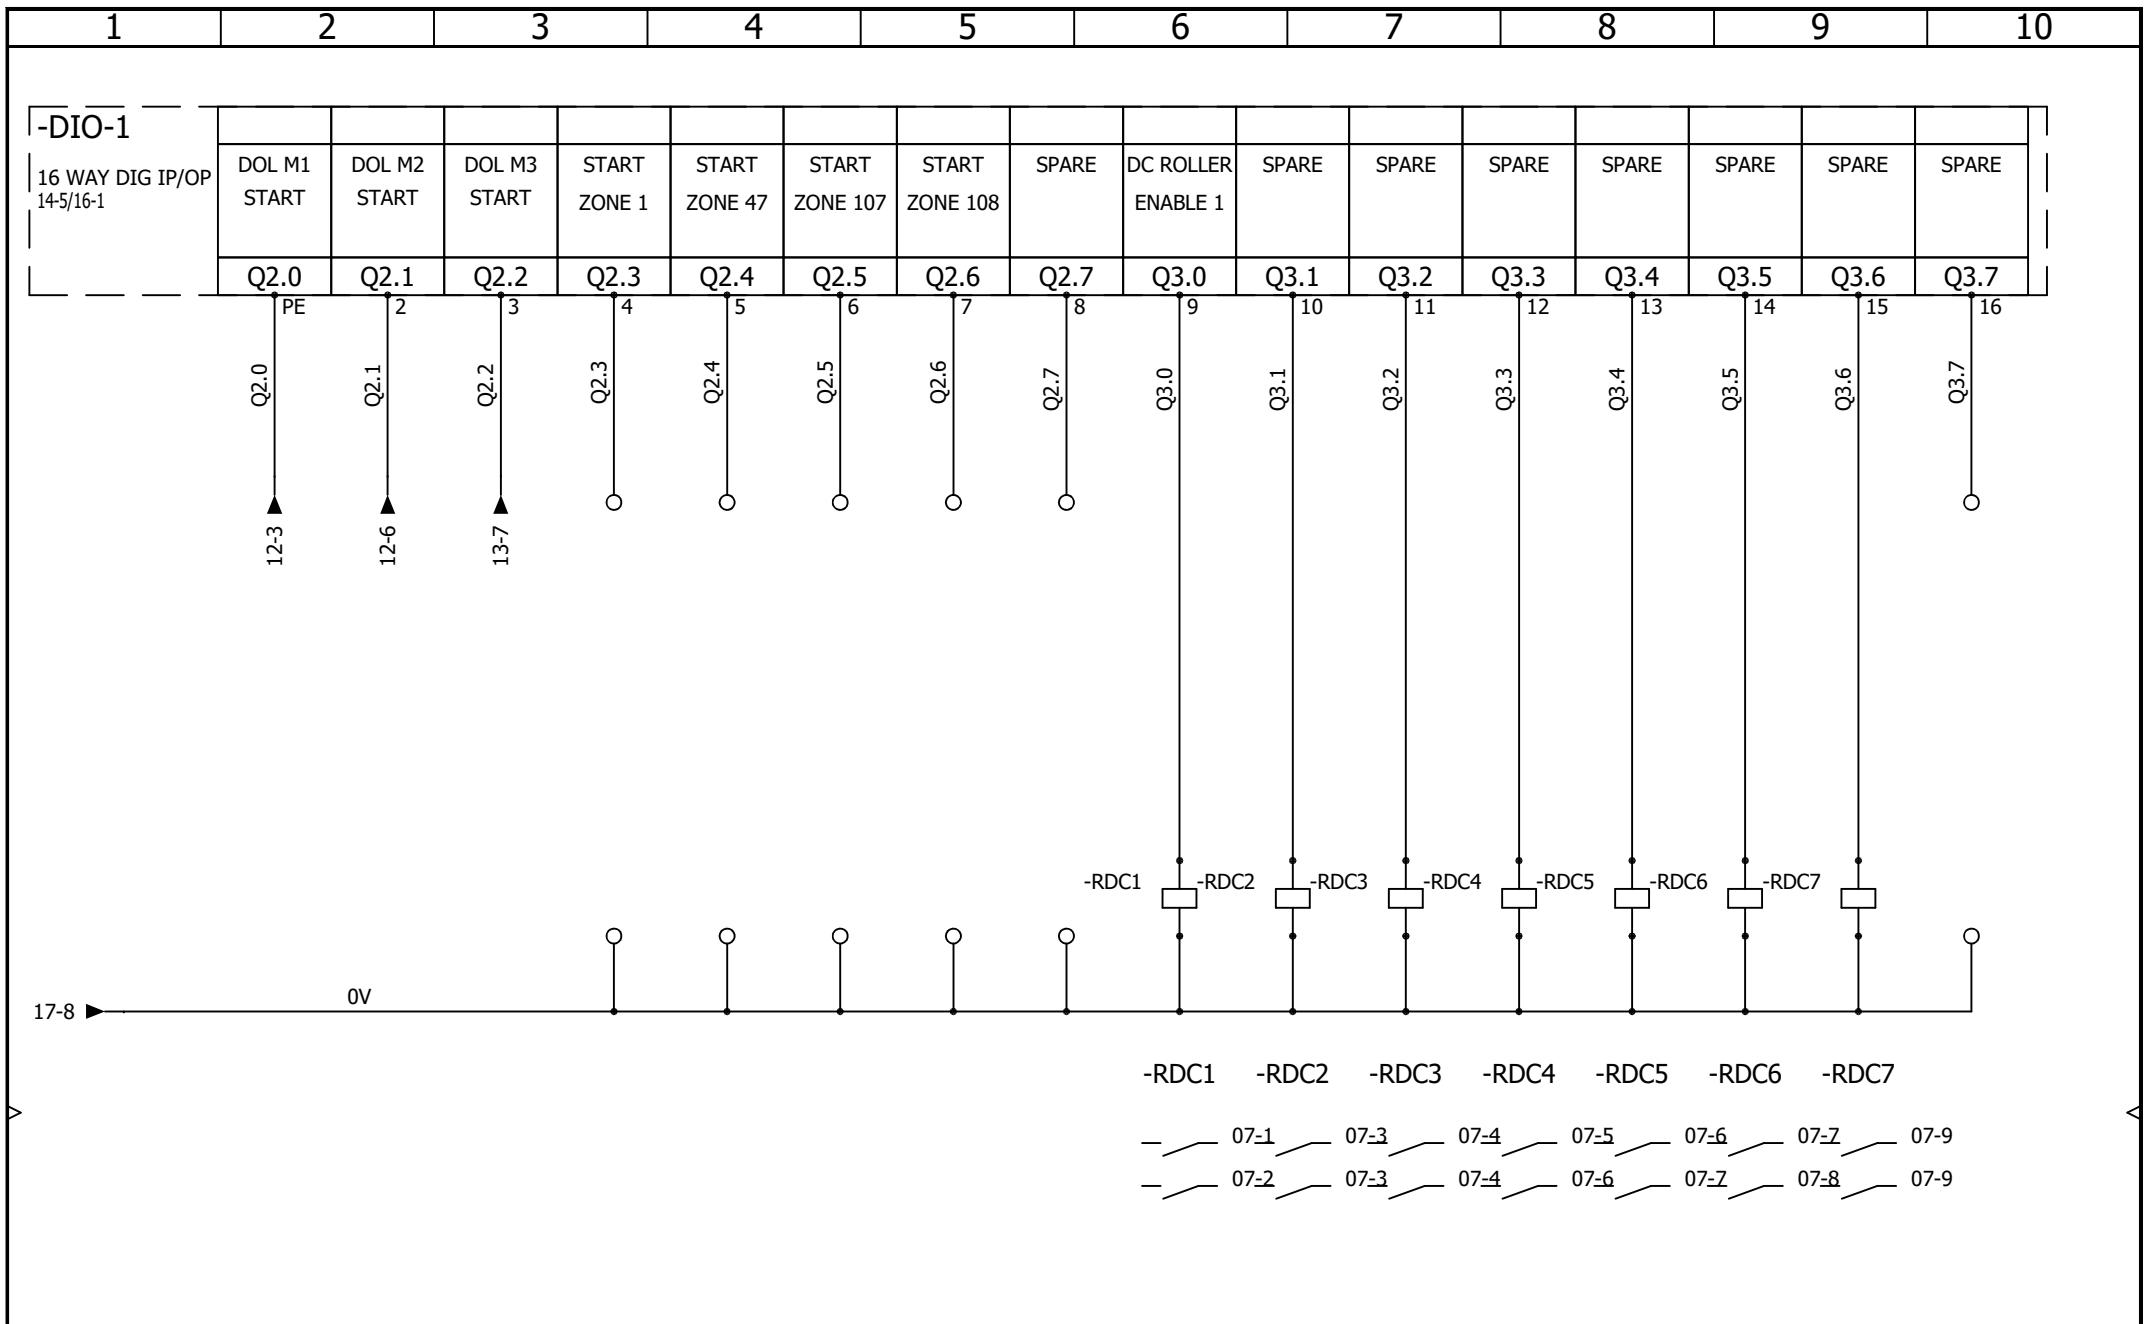 1 2 3 4 5 6 7 8 9 10
-DIO-1
16 WAY DIG IP/OP
14-5/16-1
DOL M1 DOL M2 DOL M3 START START START START SPARE DC ROLLER SPARE SPARE SPARE SPARE SPARE SPARE SPARE
START START START ZONE 1 ZONE 47 ZONE 107 ZONE 108 ENABLE 1
Q2.0 Q2.1 Q2.2 Q2.3 Q2.4 Q2.5 Q2.6 Q2.7 Q3.0 Q3.1 Q3.2 Q3.3 Q3.4 Q3.5 Q3.6 Q3.7
PE 2 3 4 5 6 7 8 9 10 11 12 13 14 15 16
Q2.0 Q2.1 Q2.2 Q2.3 Q2.4 Q2.5 Q2.6 Q2.7 Q3.0 Q3.1 Q3.2 Q3.3 Q3.4 Q3.5 Q3.6 Q3.7
12-3 12-6 13-7
-RDC1 -RDC2 -RDC3 -RDC4 -RDC5 -RDC6 -RDC7
0V
17-8
-RDC1 -RDC2 -RDC3 -RDC4 -RDC5 -RDC6 -RDC7
07-1 07-3 07-4 07-5 07-6 07-7 07-9
07-2 07-3 07-4 07-6 07-7 07-8 07-9